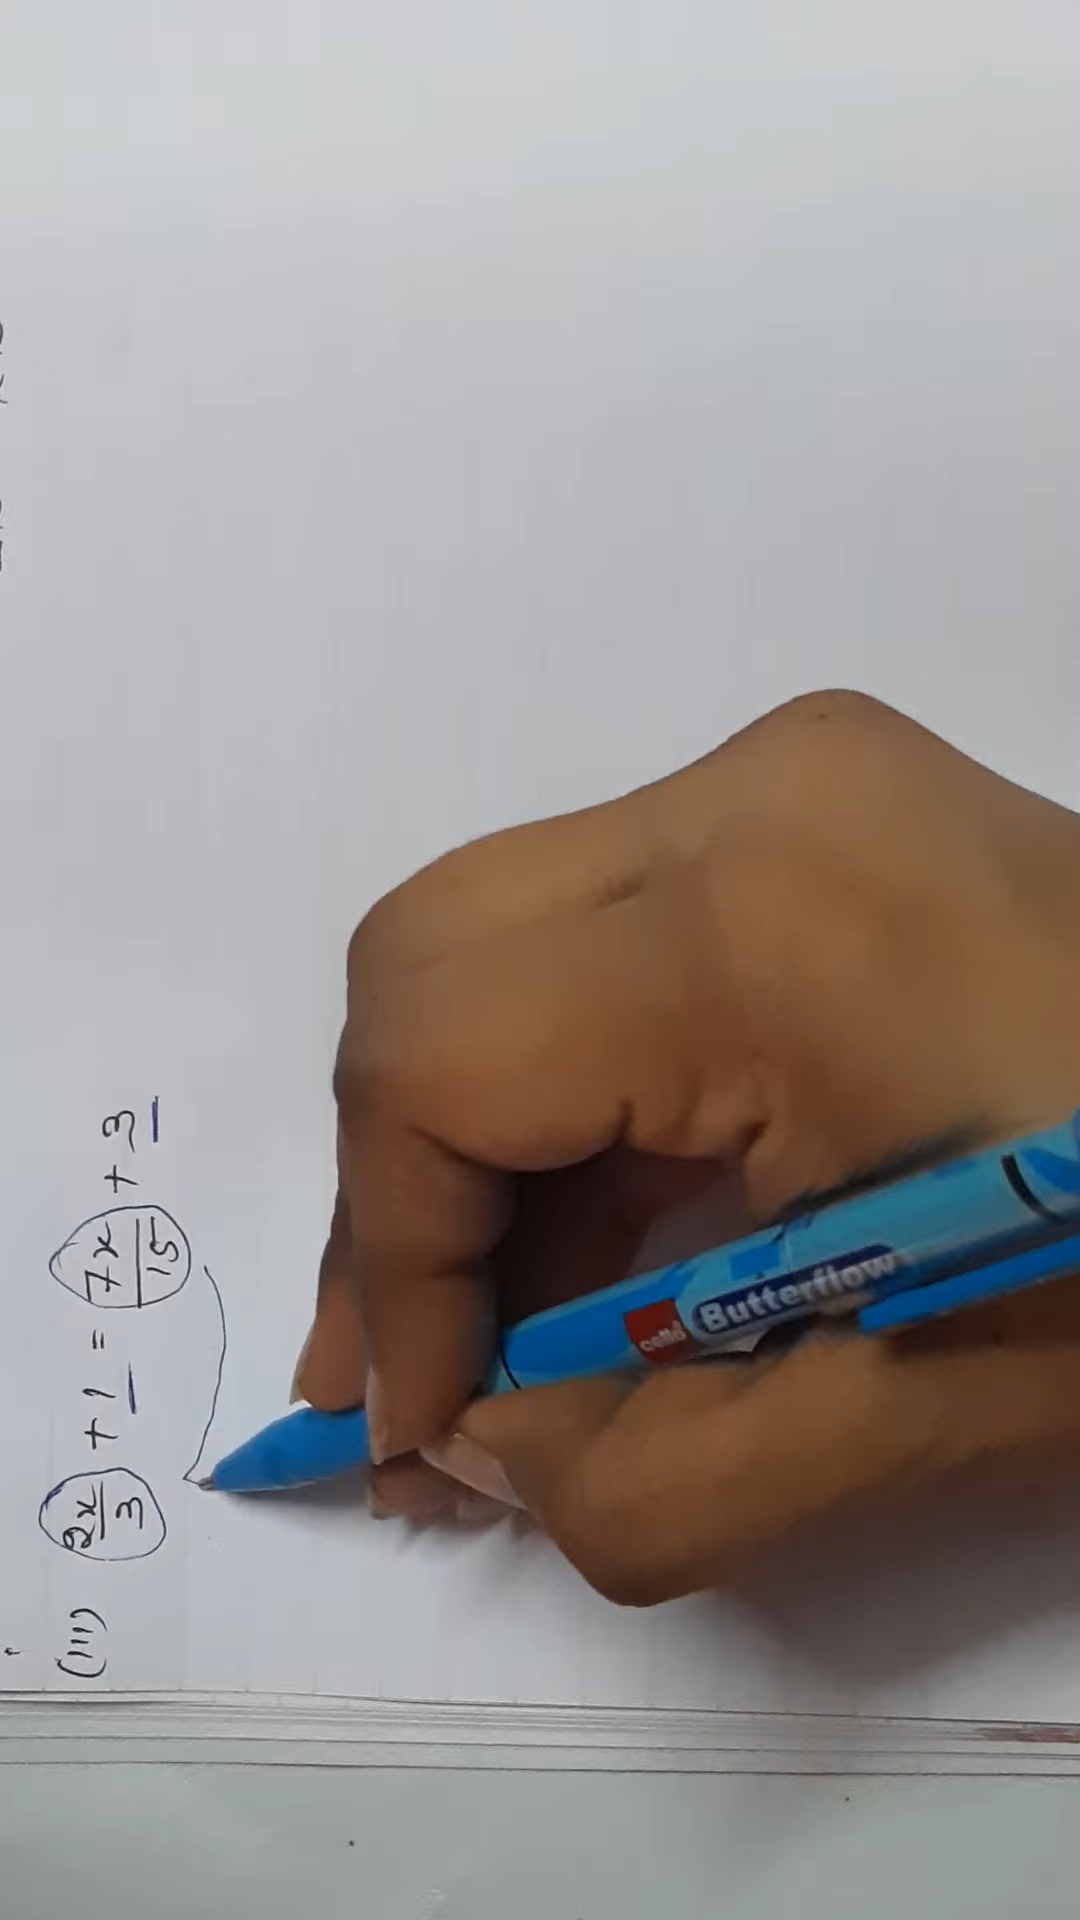 (iii) 2x/3 + 1 = 7x/15 + 3
cello Butterflow